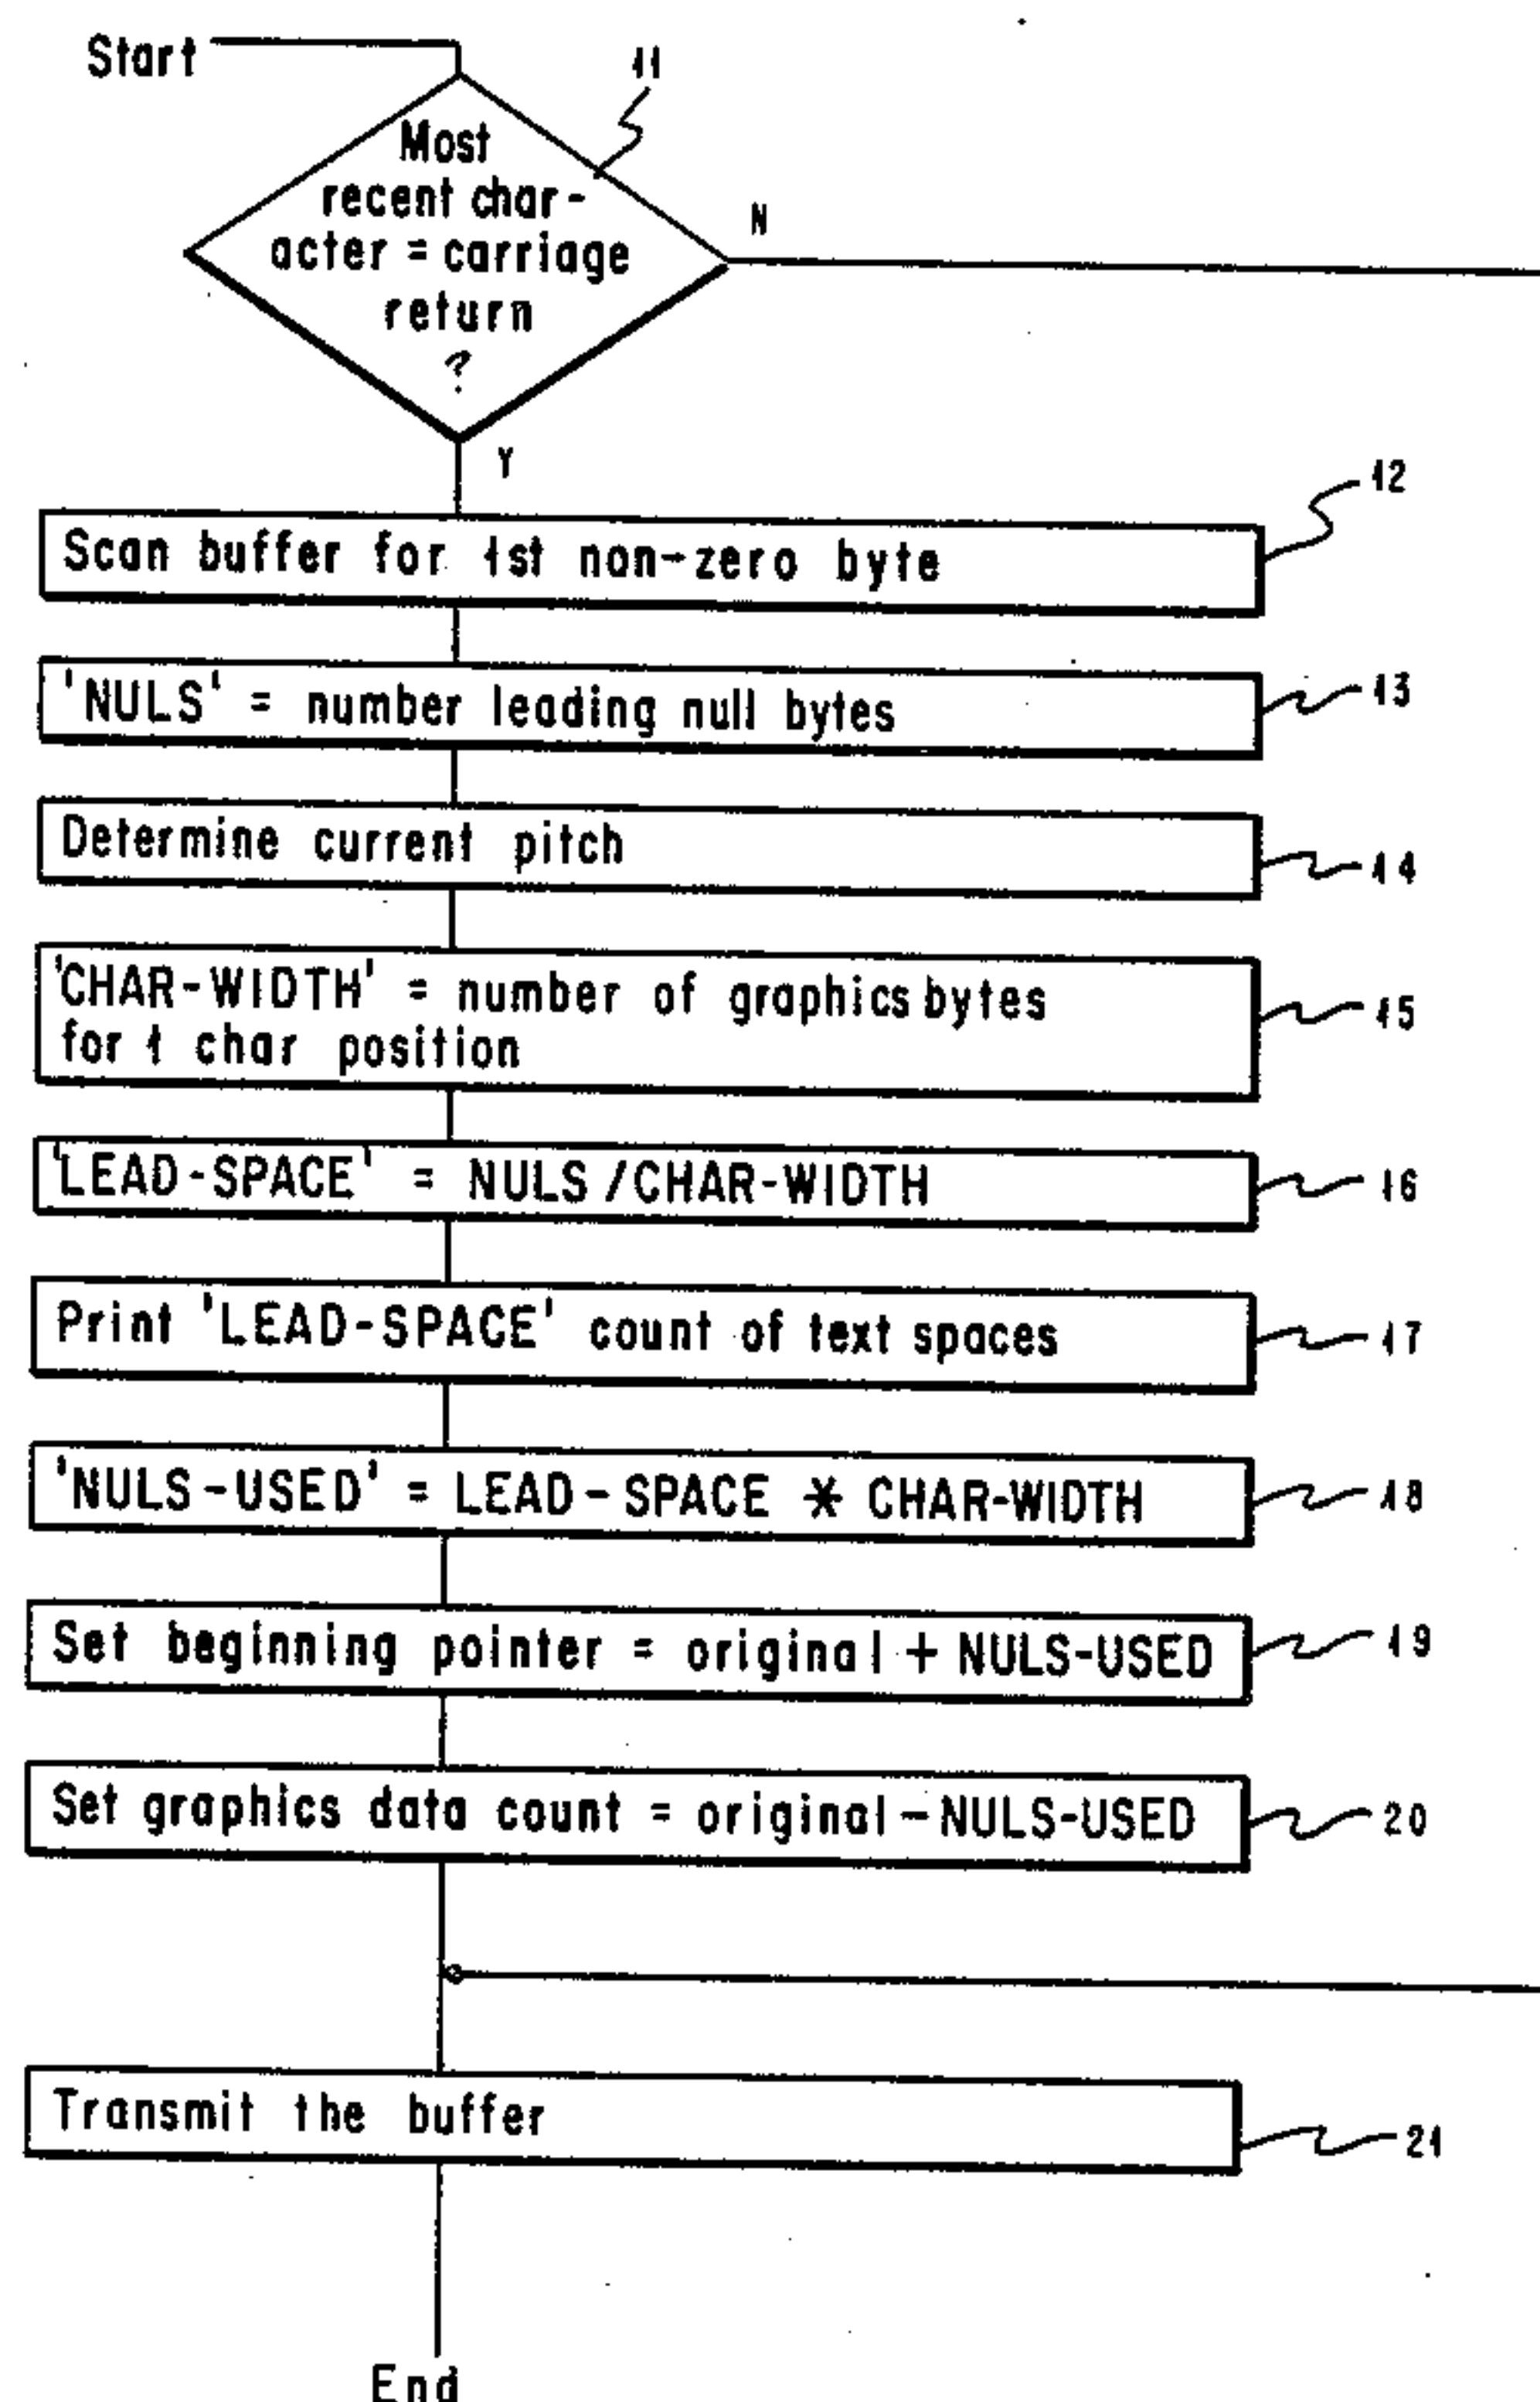 Start
11
Most
recent char-
acter = carriage
return
?
N
Y
12
Scan buffer for 1st non-zero byte
'NULS' = number leading null bytes
13
Determine current pitch
14
'CHAR-WIDTH' = number of graphics bytes
for 1 char position
15
'LEAD-SPACE' = NULS/CHAR-WIDTH
16
Print 'LEAD-SPACE' count of text spaces
17
'NULS-USED' = LEAD-SPACE * CHAR-WIDTH
18
Set beginning pointer = original + NULS-USED
19
Set graphics data count = original - NULS-USED
20
Transmit the buffer
21
End